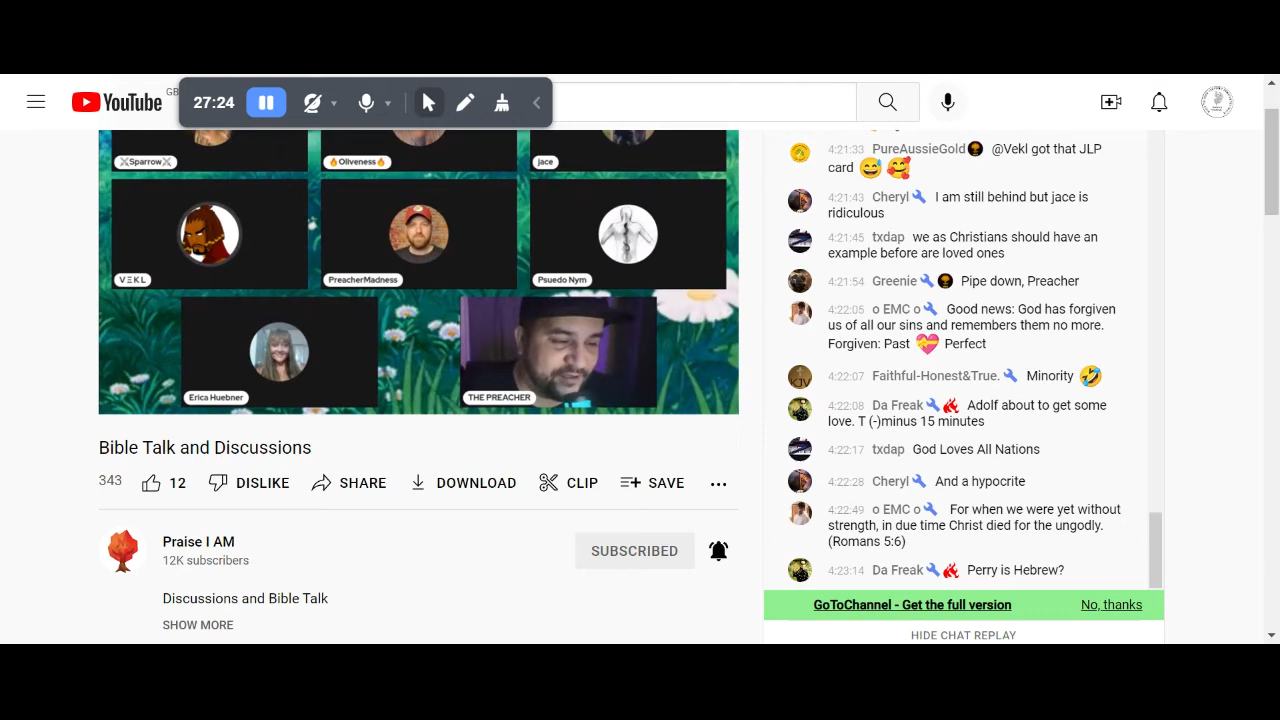 YouTube
GB
27:24
Sparrow
Oliveness
jace
VΞKL
PreacherMadness
Psuedo Nym
Erica Huebner
THE PREACHER
Bible Talk and Discussions
343
12
DISLIKE
SHARE
DOWNLOAD
CLIP
SAVE
Praise I AM
12K subscribers
SUBSCRIBED
Discussions and Bible Talk
SHOW MORE
4:21:33 PureAussieGold @Vekl got that JLP
card
4:21:43 Cheryl I am still behind but jace is
ridiculous
4:21:45 txdap we as Christians should have an
example before are loved ones
4:21:54 Greenie Pipe down, Preacher
4:22:05 o EMC o Good news: God has forgiven
us of all our sins and remembers them no more.
Forgiven: Past Perfect
KJV
4:22:07 Faithful-Honest&True. Minority
4:22:08 Da Freak Adolf about to get some
love. T (-)minus 15 minutes
4:22:17 txdap God Loves All Nations
4:22:28 Cheryl And a hypocrite
4:22:49 o EMC o For when we were yet without
strength, in due time Christ died for the ungodly.
(Romans 5:6)
4:23:14 Da Freak Perry is Hebrew?
GoToChannel - Get the full version No, thanks
HIDE CHAT REPLAY